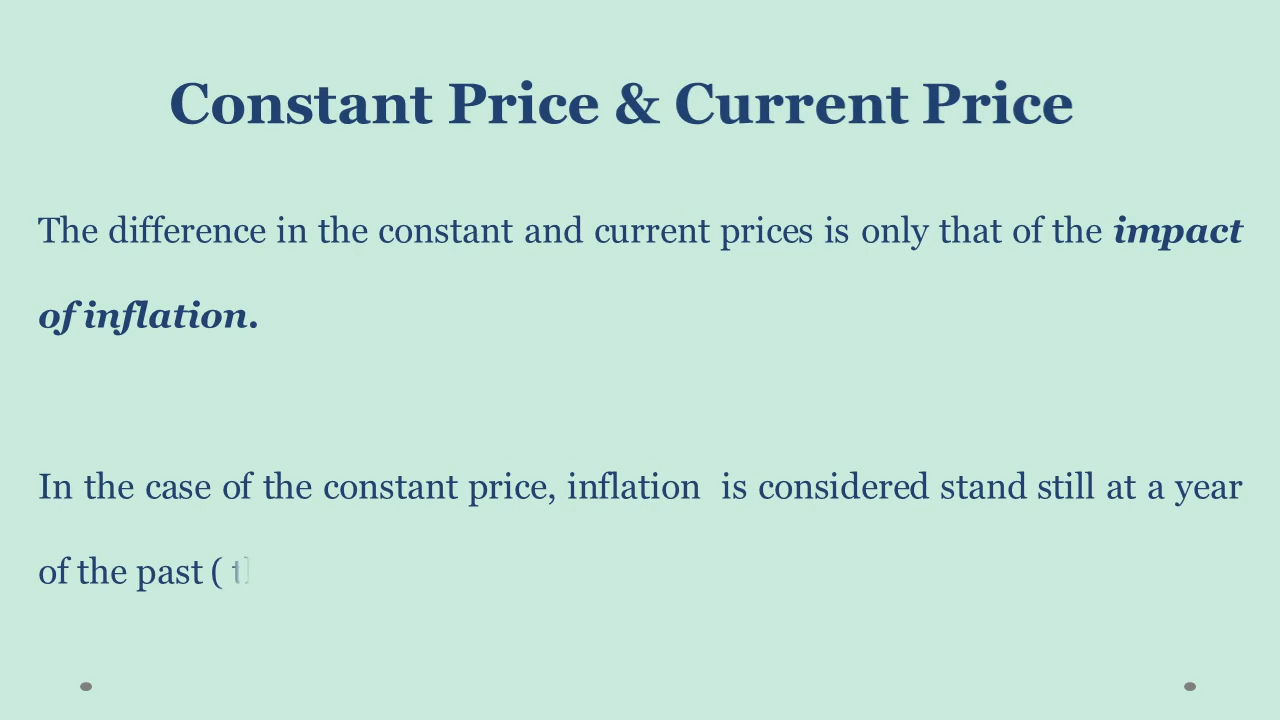 Constant Price & Current Price
The difference in the constant and current prices is only that of the impact
of inflation.
In the case of the constant price, inflation is considered stand still at a year
of the past (